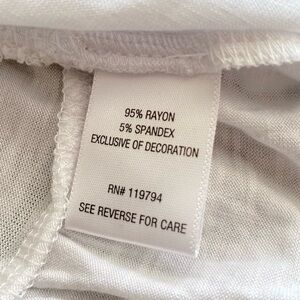 95% RAYON
5% SPANDEX
EXCLUSIVE OF DECORATION
RN# 119794
SEE REVERSE FOR CARE